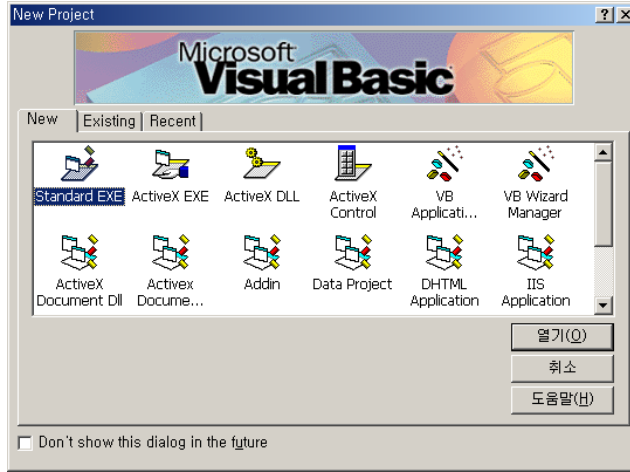 New Project
Microsoft
Visual Basic
New Existing Recent
Standard EXE ActiveX EXE ActiveX DLL ActiveX Control VB Applicati... VB Wizard Manager
ActiveX Document Dll Activex Docume... Addin Data Project DHTML Application IIS Application
열기(O)
취소
도움말(H)
Don't show this dialog in the future